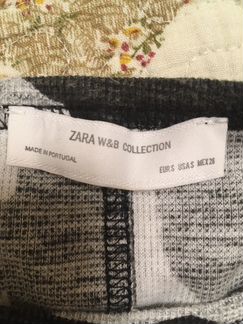 ZARA W&B COLLECTION
MADE IN PORTUGAL
EUR S USA S MEX 26